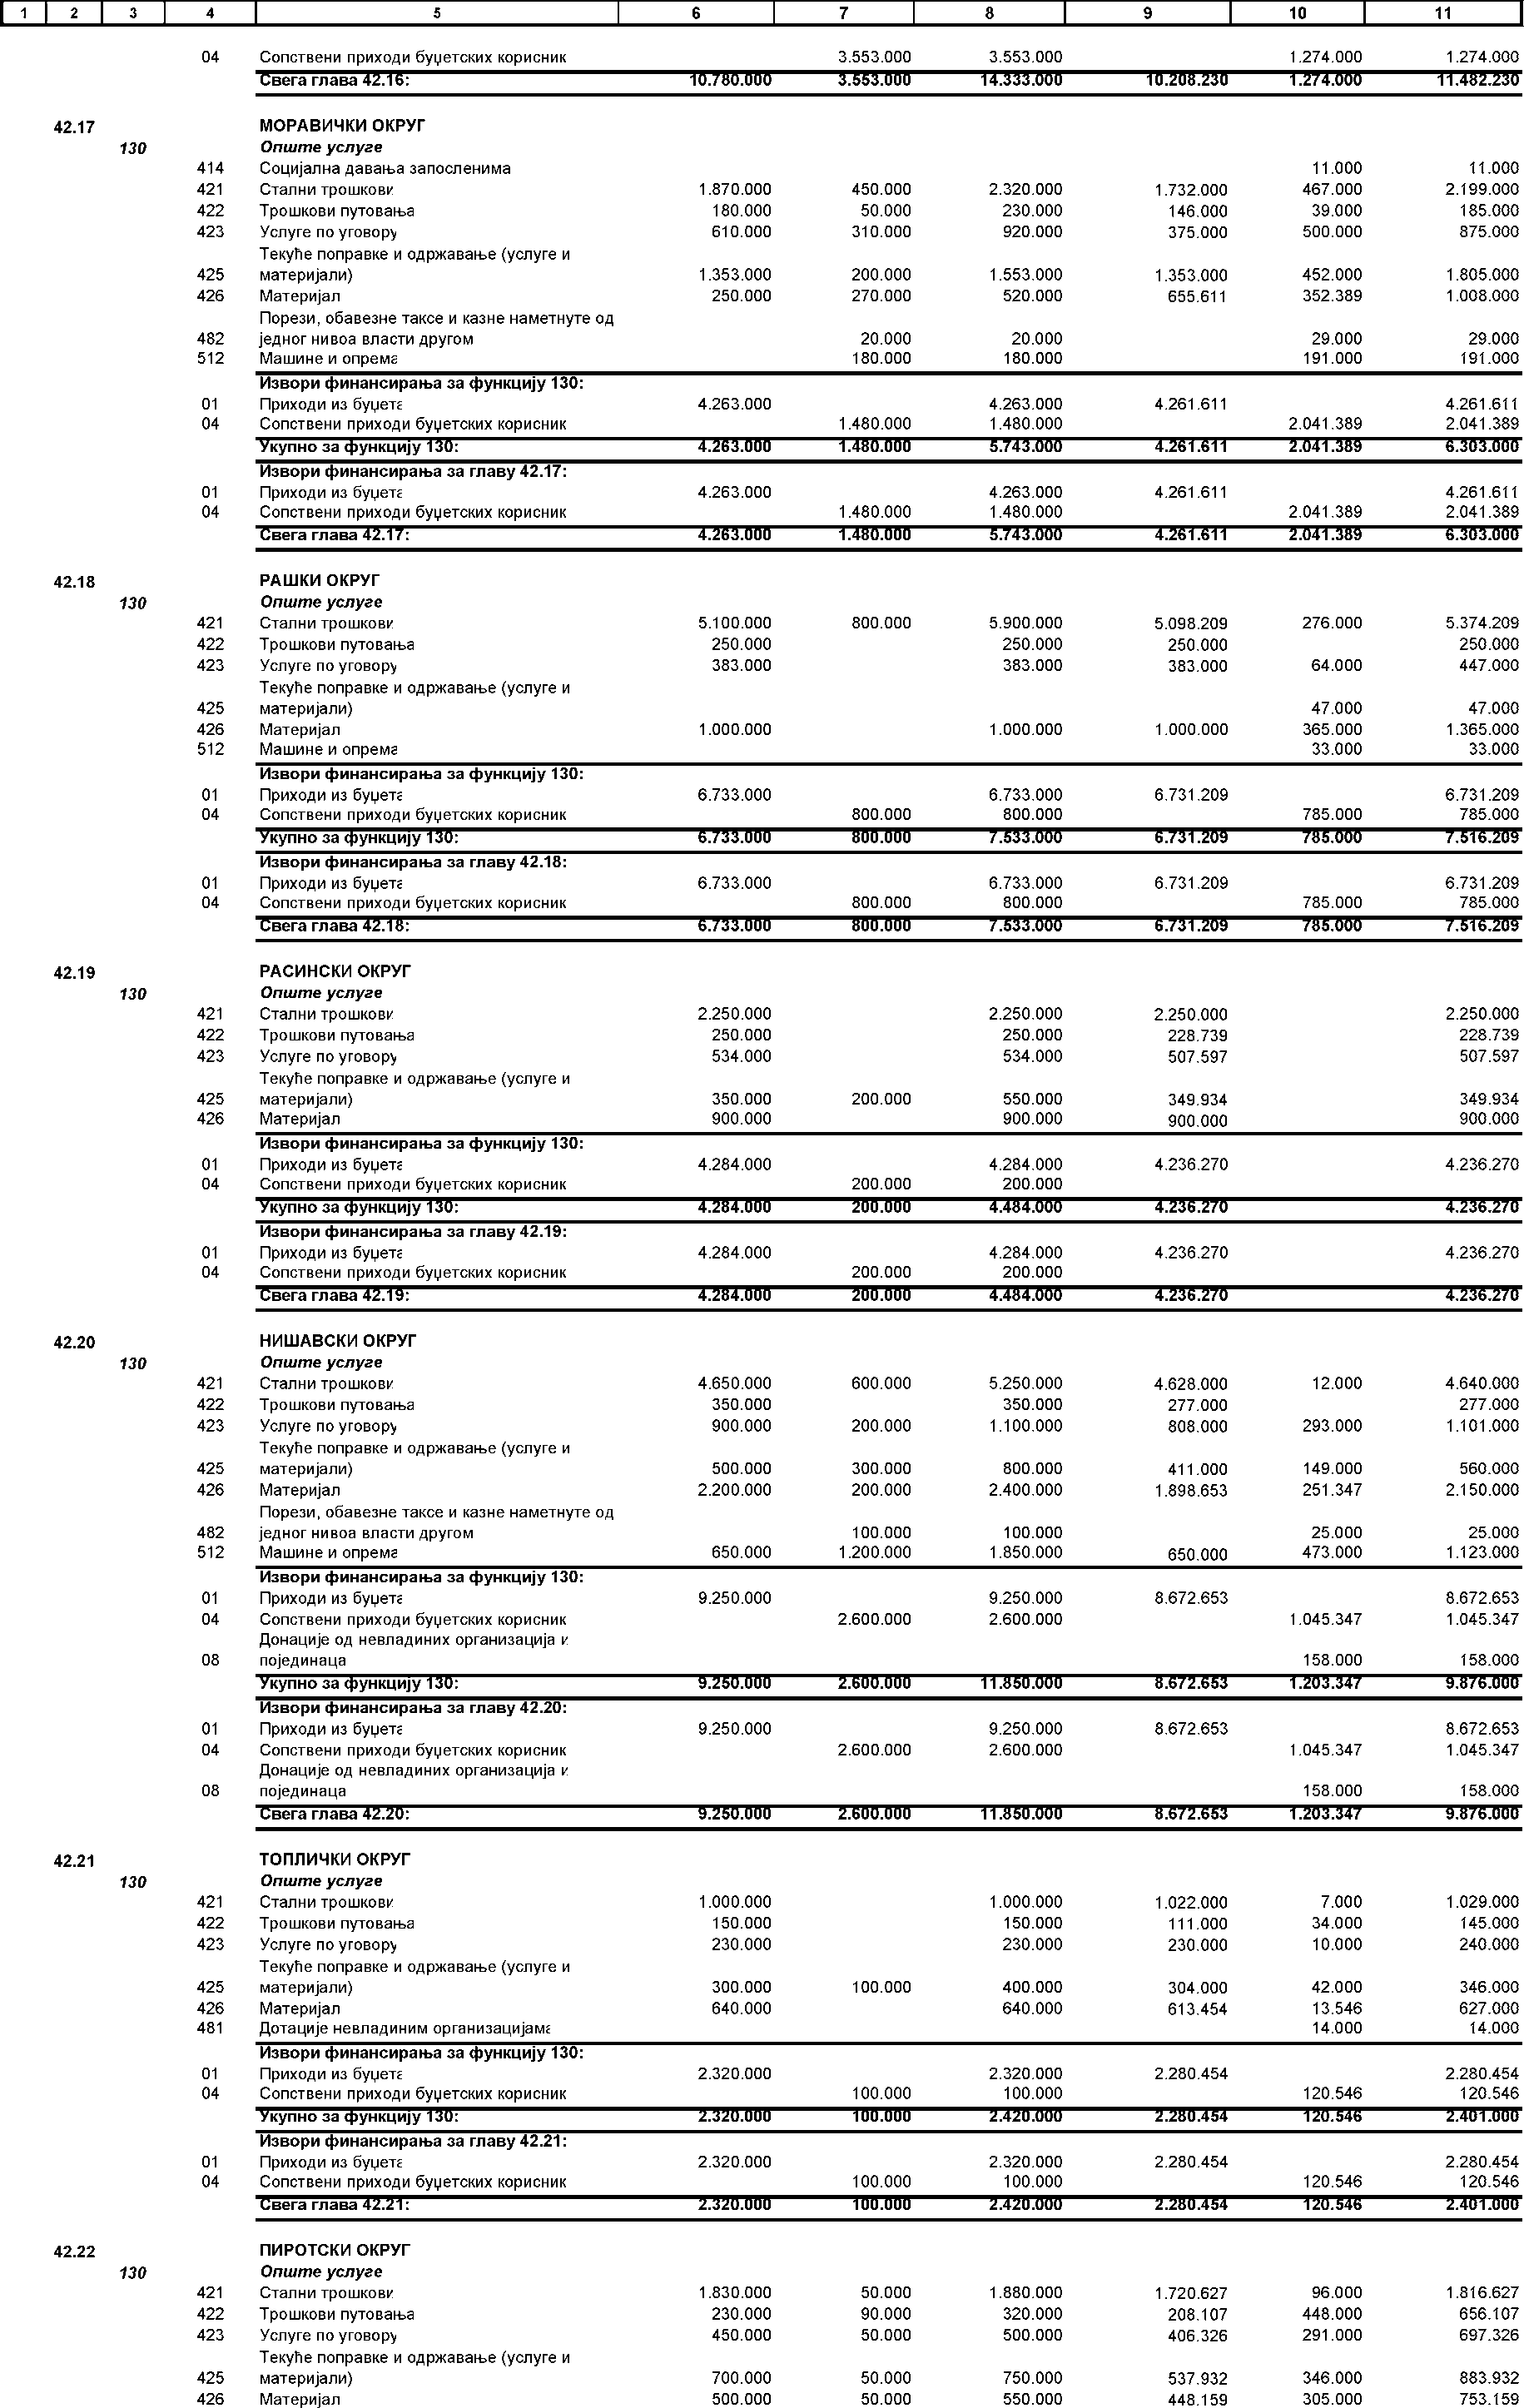 1 2 3 4 5 6 7 8 9 10 11
04 Сопствени приходи буџетских корисник 3.553.000 3.553.000 1.274.000 1.274.000
Свега глава 42.16: 10.780.000 3.553.000 14.333.000 10.208.230 1.274.000 11.482.230
42.17 МОРАВИЧКИ ОКРУГ
130 Опште услуге
414 Социјална давања запосленима 11.000 11.000
421 Стални трошкови 1.870.000 450.000 2.320.000 1.732.000 467.000 2.199.000
422 Трошкови путовања 180.000 50.000 230.000 146.000 39.000 185.000
423 Услуге по уговору 610.000 310.000 920.000 375.000 500.000 875.000
Текуће поправке и одржавање (услуге и
425 материјали) 1.353.000 200.000 1.553.000 1.353.000 452.000 1.805.000
426 Материјал 250.000 270.000 520.000 655.611 352.389 1.008.000
Порези, обавезне таксе и казне наметнуте од
482 једног нивоа власти другом 20.000 20.000 29.000 29.000
512 Машине и опрема 180.000 180.000 191.000 191.000
Извори финансирања за функцију 130:
01 Приходи из буџета 4.263.000 4.263.000 4.261.611 4.261.611
04 Сопствени приходи буџетских корисник 1.480.000 1.480.000 2.041.389 2.041.389
Укупно за функцију 130: 4.263.000 1.480.000 5.743.000 4.261.611 2.041.389 6.303.000
Извори финансирања за главу 42.17:
01 Приходи из буџета 4.263.000 4.263.000 4.261.611 4.261.611
04 Сопствени приходи буџетских корисник 1.480.000 1.480.000 2.041.389 2.041.389
Свега глава 42.17: 4.263.000 1.480.000 5.743.000 4.261.611 2.041.389 6.303.000
42.18 РАШКИ ОКРУГ
130 Опште услуге
421 Стални трошкови 5.100.000 800.000 5.900.000 5.098.209 276.000 5.374.209
422 Трошкови путовања 250.000 250.000 250.000 250.000
423 Услуге по уговору 383.000 383.000 383.000 64.000 447.000
Текуће поправке и одржавање (услуге и
425 материјали) 47.000 47.000
426 Материјал 1.000.000 1.000.000 1.000.000 365.000 1.365.000
512 Машине и опрема 33.000 33.000
Извори финансирања за функцију 130:
01 Приходи из буџета 6.733.000 6.733.000 6.731.209 6.731.209
04 Сопствени приходи буџетских корисник 800.000 800.000 785.000 785.000
Укупно за функцију 130: 6.733.000 800.000 7.533.000 6.731.209 785.000 7.516.209
Извори финансирања за главу 42.18:
01 Приходи из буџета 6.733.000 6.733.000 6.731.209 6.731.209
04 Сопствени приходи буџетских корисник 800.000 800.000 785.000 785.000
Свега глава 42.18: 6.733.000 800.000 7.533.000 6.731.209 785.000 7.516.209
42.19 РАСИНСКИ ОКРУГ
130 Опште услуге
421 Стални трошкови 2.250.000 2.250.000 2.250.000 2.250.000
422 Трошкови путовања 250.000 250.000 228.739 228.739
423 Услуге по уговору 534.000 534.000 507.597 507.597
Текуће поправке и одржавање (услуге и
425 материјали) 350.000 200.000 550.000 349.934 349.934
426 Материјал 900.000 900.000 900.000 900.000
Извори финансирања за функцију 130:
01 Приходи из буџета 4.284.000 4.284.000 4.236.270 4.236.270
04 Сопствени приходи буџетских корисник 200.000 200.000
Укупно за функцију 130: 4.284.000 200.000 4.484.000 4.236.270 4.236.270
Извори финансирања за главу 42.19:
01 Приходи из буџета 4.284.000 4.284.000 4.236.270 4.236.270
04 Сопствени приходи буџетских корисник 200.000 200.000
Свега глава 42.19: 4.284.000 200.000 4.484.000 4.236.270 4.236.270
42.20 НИШАВСКИ ОКРУГ
130 Опште услуге
421 Стални трошкови 4.650.000 600.000 5.250.000 4.628.000 12.000 4.640.000
422 Трошкови путовања 350.000 350.000 277.000 277.000
423 Услуге по уговору 900.000 200.000 1.100.000 808.000 293.000 1.101.000
Текуће поправке и одржавање (услуге и
425 материјали) 500.000 300.000 800.000 411.000 149.000 560.000
426 Материјал 2.200.000 200.000 2.400.000 1.898.653 251.347 2.150.000
Порези, обавезне таксе и казне наметнуте од
482 једног нивоа власти другом 100.000 100.000 25.000 25.000
512 Машине и опрема 650.000 1.200.000 1.850.000 650.000 473.000 1.123.000
Извори финансирања за функцију 130:
01 Приходи из буџета 9.250.000 9.250.000 8.672.653 8.672.653
04 Сопствени приходи буџетских корисник 2.600.000 2.600.000 1.045.347 1.045.347
Донације од невладиних организација и
08 појединаца 158.000 158.000
Укупно за функцију 130: 9.250.000 2.600.000 11.850.000 8.672.653 1.203.347 9.876.000
Извори финансирања за главу 42.20:
01 Приходи из буџета 9.250.000 9.250.000 8.672.653 8.672.653
04 Сопствени приходи буџетских корисник 2.600.000 2.600.000 1.045.347 1.045.347
Донације од невладиних организација и
08 појединаца 158.000 158.000
Свега глава 42.20: 9.250.000 2.600.000 11.850.000 8.672.653 1.203.347 9.876.000
42.21 ТОПЛИЧКИ ОКРУГ
130 Опште услуге
421 Стални трошкови 1.000.000 1.000.000 1.022.000 7.000 1.029.000
422 Трошкови путовања 150.000 150.000 111.000 34.000 145.000
423 Услуге по уговору 230.000 230.000 230.000 10.000 240.000
Текуће поправке и одржавање (услуге и
425 материјали) 300.000 100.000 400.000 304.000 42.000 346.000
426 Материјал 640.000 640.000 613.454 13.546 627.000
481 Дотације невладиним организацијама 14.000 14.000
Извори финансирања за функцију 130:
01 Приходи из буџета 2.320.000 2.320.000 2.280.454 2.280.454
04 Сопствени приходи буџетских корисник 100.000 100.000 120.546 120.546
Укупно за функцију 130: 2.320.000 100.000 2.420.000 2.280.454 120.546 2.401.000
Извори финансирања за главу 42.21:
01 Приходи из буџета 2.320.000 2.320.000 2.280.454 2.280.454
04 Сопствени приходи буџетских корисник 100.000 100.000 120.546 120.546
Свега глава 42.21: 2.320.000 100.000 2.420.000 2.280.454 120.546 2.401.000
42.22 ПИРОТСКИ ОКРУГ
130 Опште услуге
421 Стални трошкови 1.830.000 50.000 1.880.000 1.720.627 96.000 1.816.627
422 Трошкови путовања 230.000 90.000 320.000 208.107 448.000 656.107
423 Услуге по уговору 450.000 50.000 500.000 406.326 291.000 697.326
Текуће поправке и одржавање (услуге и
425 материјали) 700.000 50.000 750.000 537.932 346.000 883.932
426 Материјал 500.000 50.000 550.000 448.159 305.000 753.159